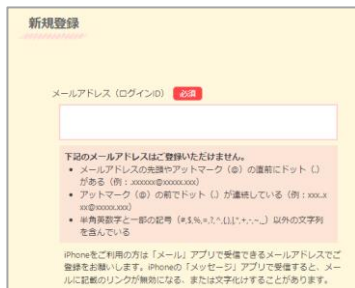 新規登録
メールアドレス（ログインID） 必須
下記のメールアドレスはご登録いただけません。
• メールアドレスの先頭やアットマーク（@）の直前にドット（.）
がある（例：.xxxxxx@xxxxx.xxx）
• アットマーク（@）の前でドット（.）が連続している（例：xxx..x
xx@xxxxx.xxx）
• 半角英数字と一部の記号（#,$,%,=,?,^,{,},|,*,+,-,~,_）以外の文字列
を含んでいる
iPhoneをご利用の方は「メール」アプリで受信できるメールアドレスでご
登録をお願いします。iPhoneの「メッセージ」アプリで受信すると、メー
ルに記載のリンクが無効になる、または文字化けすることがあります。